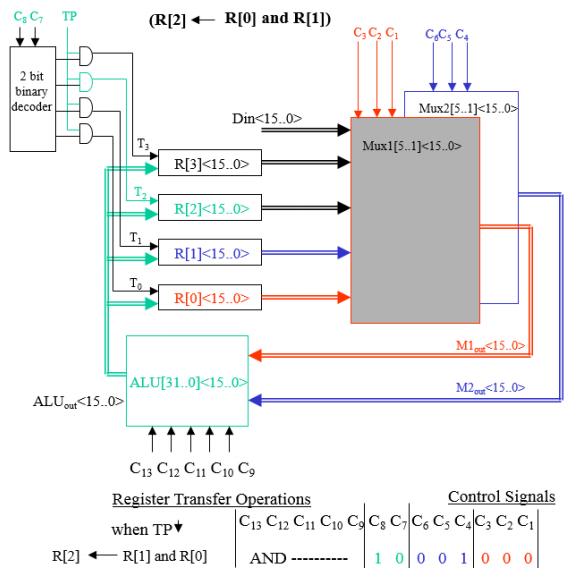 C8 C7 TP
(R[2] ← R[0] and R[1])
C3 C2 C1
C6 C5 C4
2 bit
binary
decoder
Din<15..0>
Mux2[5..1]<15..0>
Mux1[5..1]<15..0>
T3
R[3]<15..0>
T2
R[2]<15..0>
T1
R[1]<15..0>
T0
R[0]<15..0>
M1out<15..0>
ALU[31..0]<15..0>
M2out<15..0>
ALUout<15..0>
C13 C12 C11 C10 C9
Register Transfer Operations
Control Signals
when TP↓
C13 C12 C11 C10 C9 C8 C7 C6 C5 C4 C3 C2 C1
R[2] ← R[1] and R[0] AND ---------- 1 0 0 0 1 0 0 0